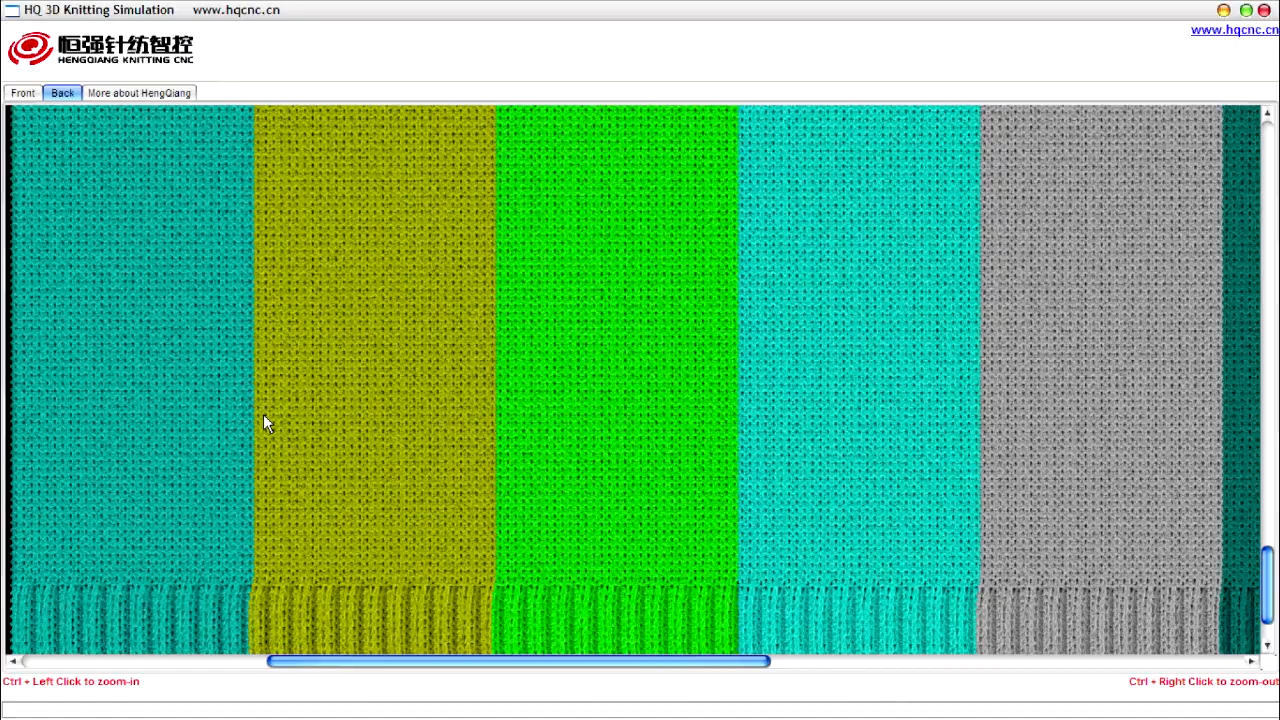 HQ 3D Knitting Simulation www.hqcnc.cn
www.hqcnc.cn
恒强针纺智控
HENGQIANG KNITTING CNC
Front Back More about HengQiang
Ctrl + Left Click to zoom-in Ctrl + Right Click to zoom-out